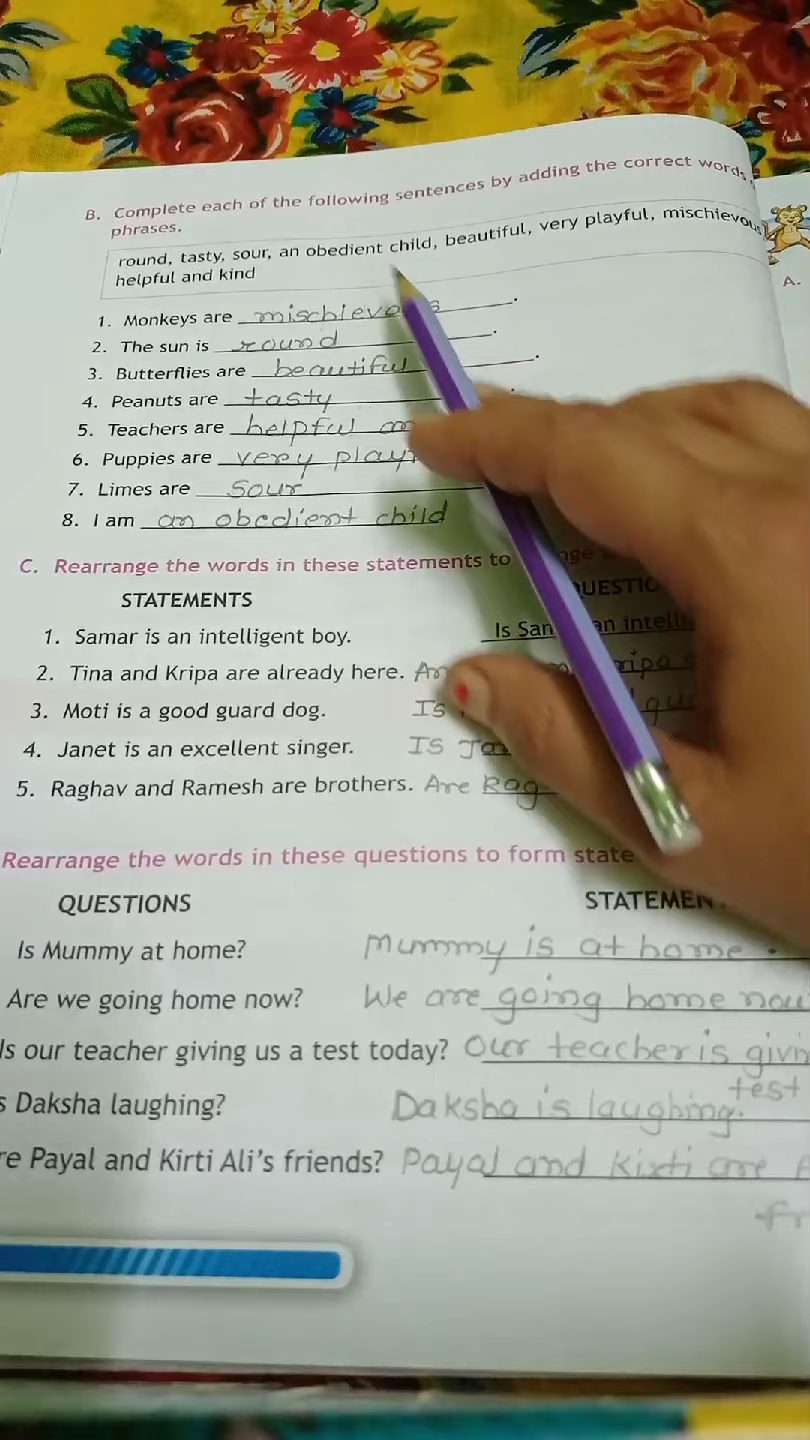 B. Complete each of the following sentences by adding the correct words,
phrases.
round, tasty, sour, an obedient child, beautiful, very playful,
helpful and kind
A.
1. Monkeys are
2. The sun is round.
3. Butterflies are beautiful.
4. Peanuts are tasty
5. Teachers are helpful
6. Puppies are very
7. Limes are sour
8. I am an obedient child
C. Rearrange the words in these statements to
STATEMENTS
1. Samar is an intelligent boy. Is an
2. Tina and Kripa are already here.
3. Moti is a good guard dog. Is
4. Janet is an excellent singer. Is
5. Raghav and Ramesh are brothers. Are
Rearrange the words in these questions to form
QUESTIONS
Is Mummy at home? Mummy is at home.
Are we going home now? We are going home
Is our teacher giving us a test today? Our teacher is
test
Daksha laughing? Daksha is laughing.
Payal and Kirti Ali's friends? Payal and Kirti are